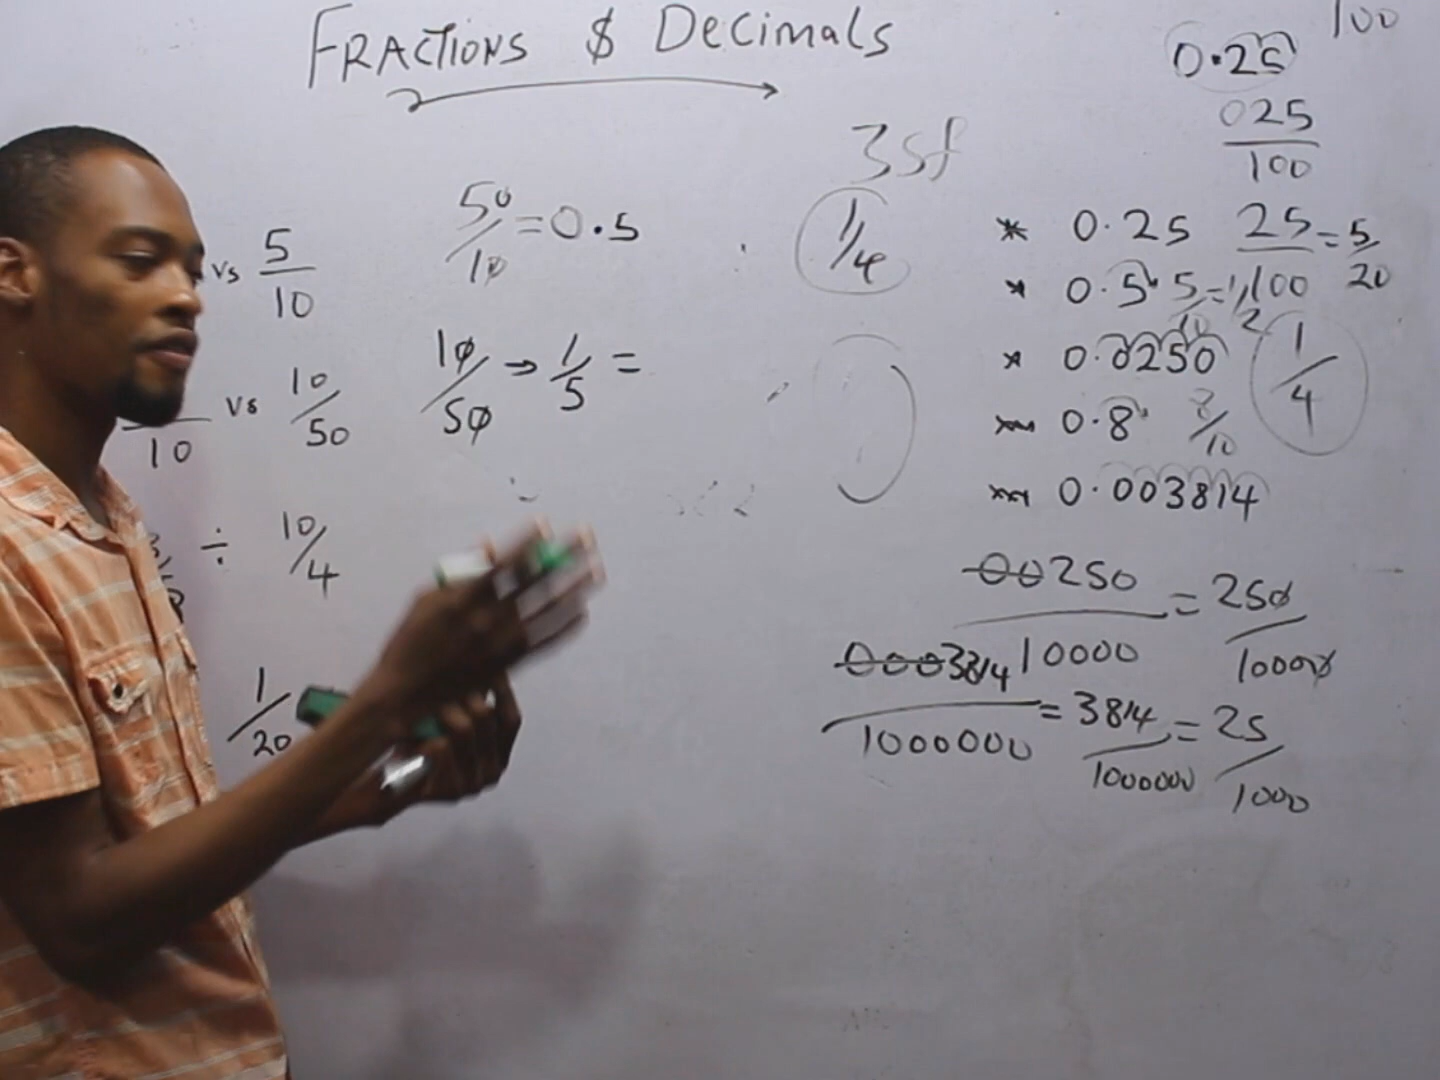 FRACTIONS & DECIMALS
100
0.25
025
100
3sf
vs 5/10
50/10 = 0.5
1/4
* 0.25 25/100 = 5/20
* 0.5 5/10 = 1/2
* 0.0250
1/4
* 0.8 8/10
* 0.003814
10 vs 10/50
10/50 → 1/5 =
÷ 10/4
00250/10000 = 250/10000
0003814/1000000 = 3814/1000000 = 25/1000
1/20